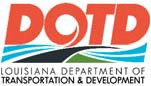 DOTD
LOUISIANA DEPARTMENT OF
TRANSPORTATION & DEVELOPMENT